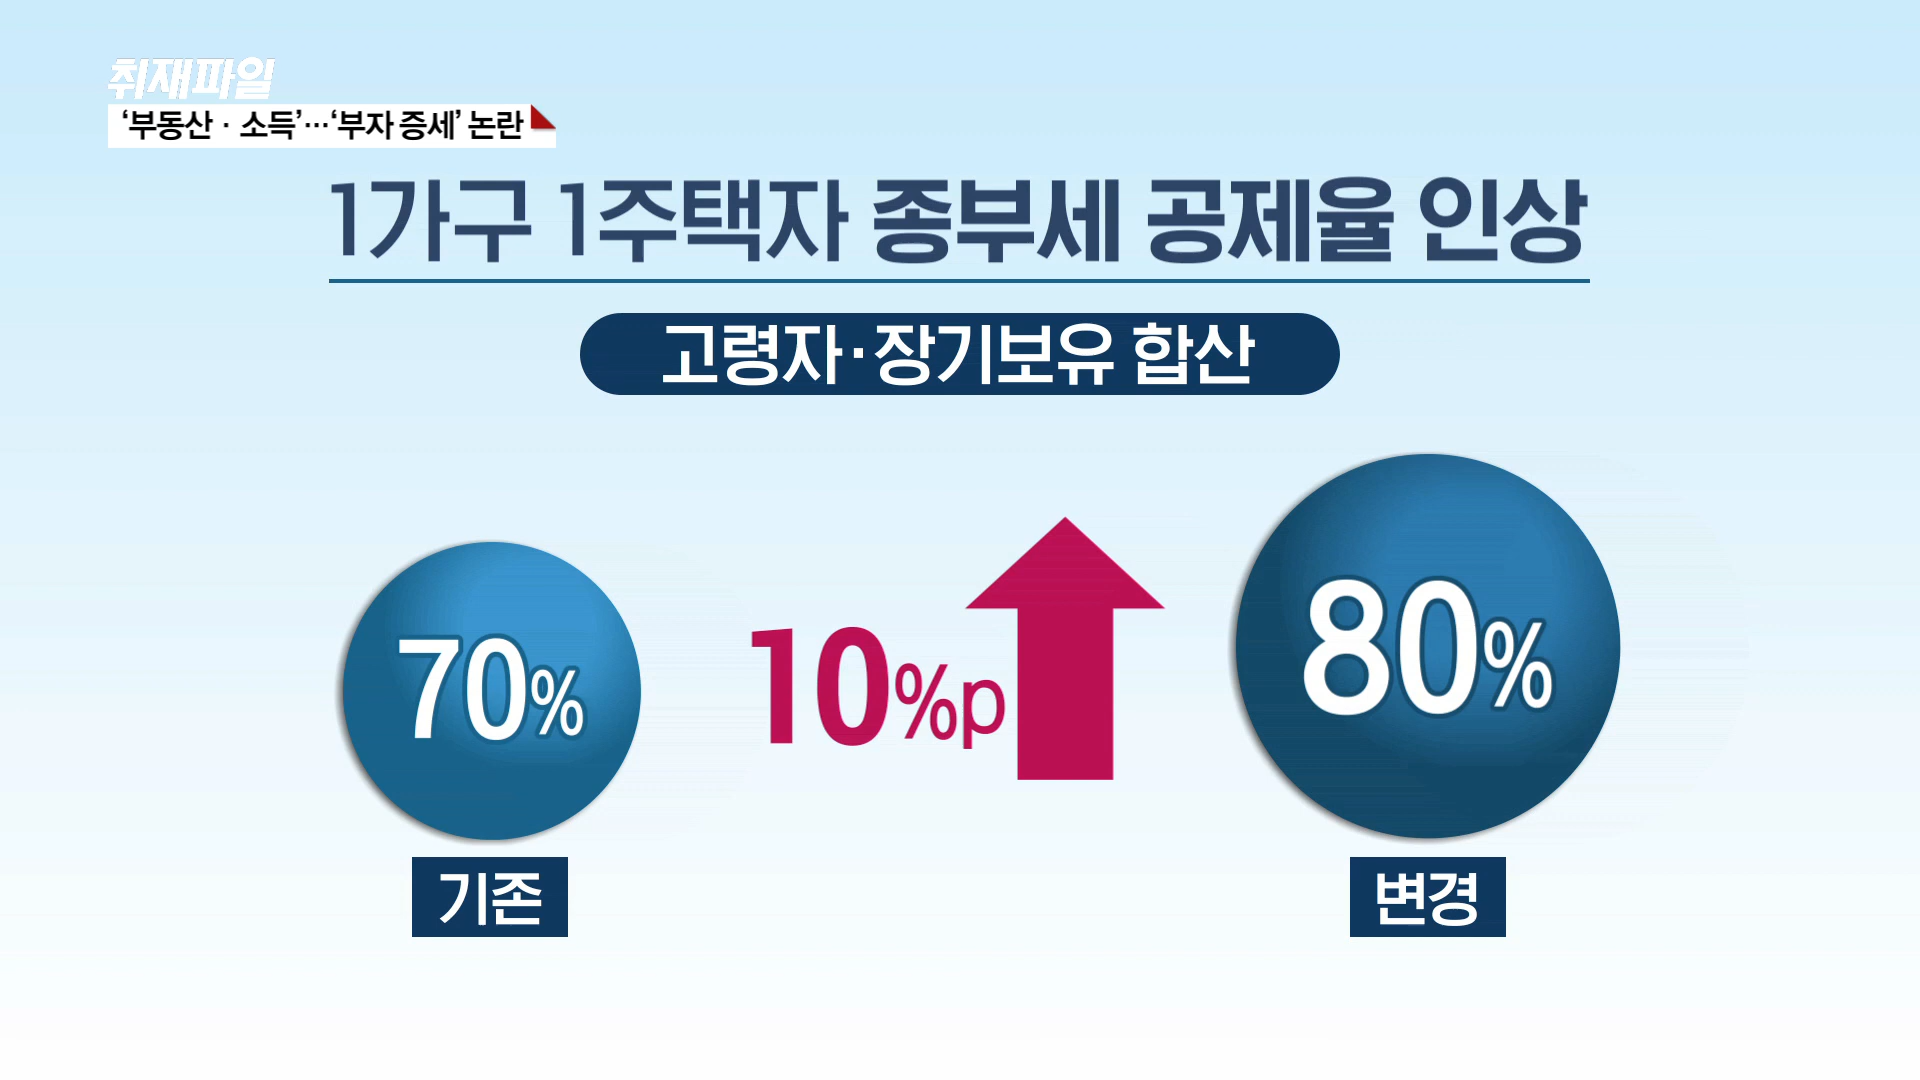 취재파일
‘부동산 · 소득’…‘부자 증세’ 논란
1가구 1주택자 종부세 공제율 인상
고령자·장기보유 합산
70%
10%p
80%
기존
변경